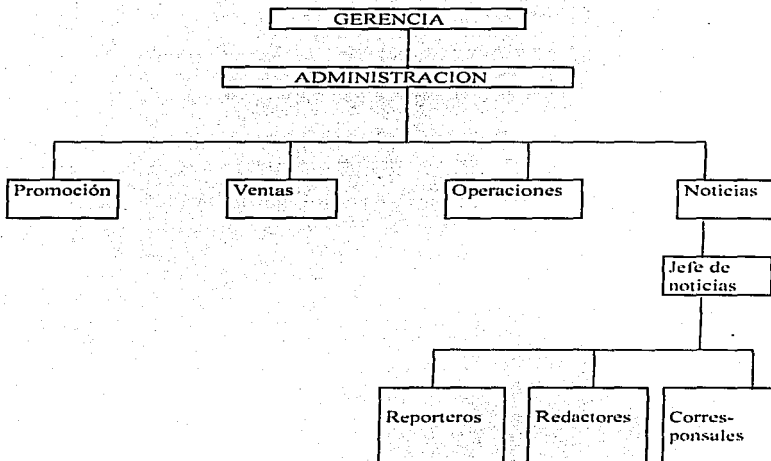 GERENCIA
ADMINISTRACION
Promoción
Ventas
Operaciones
Noticias
Jefe de
noticias
Reporteros
Redactores
Corres-
ponsales